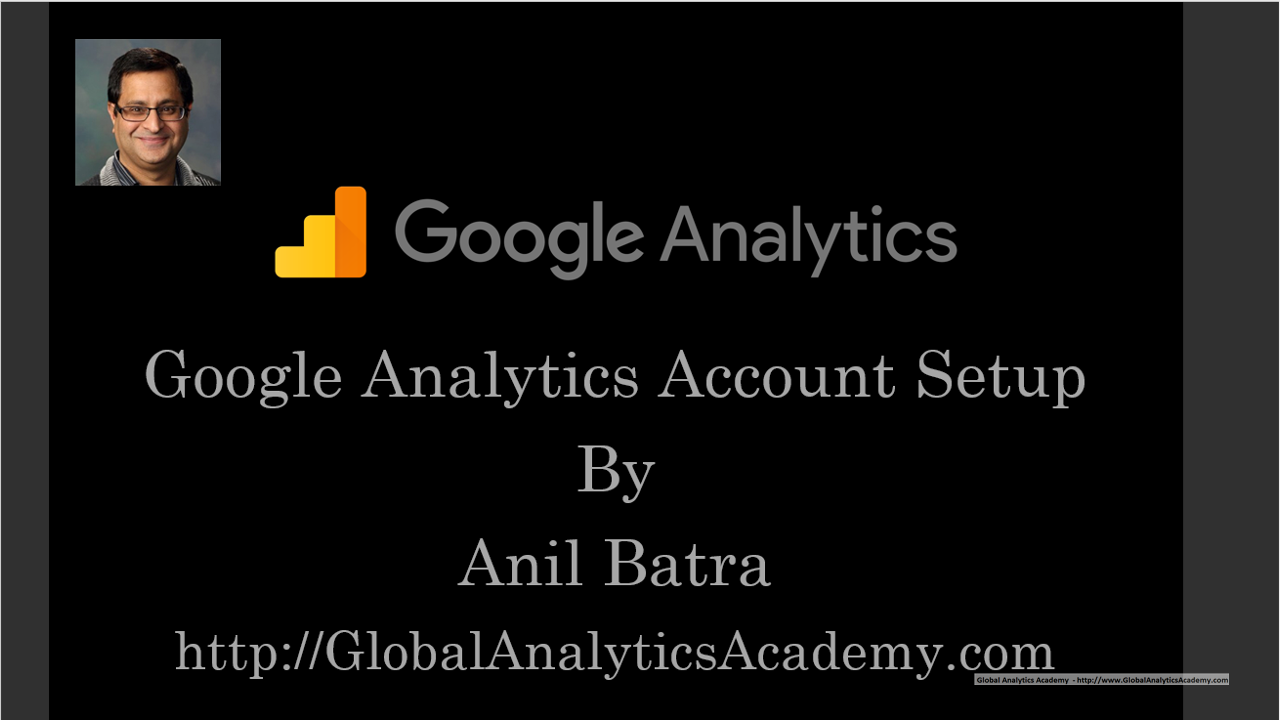 Google Analytics
Google Analytics Account Setup
By
Anil Batra
http://GlobalAnalyticsAcademy.com
Global Analytics Academy - http://www.GlobalAnalyticsAcademy.com